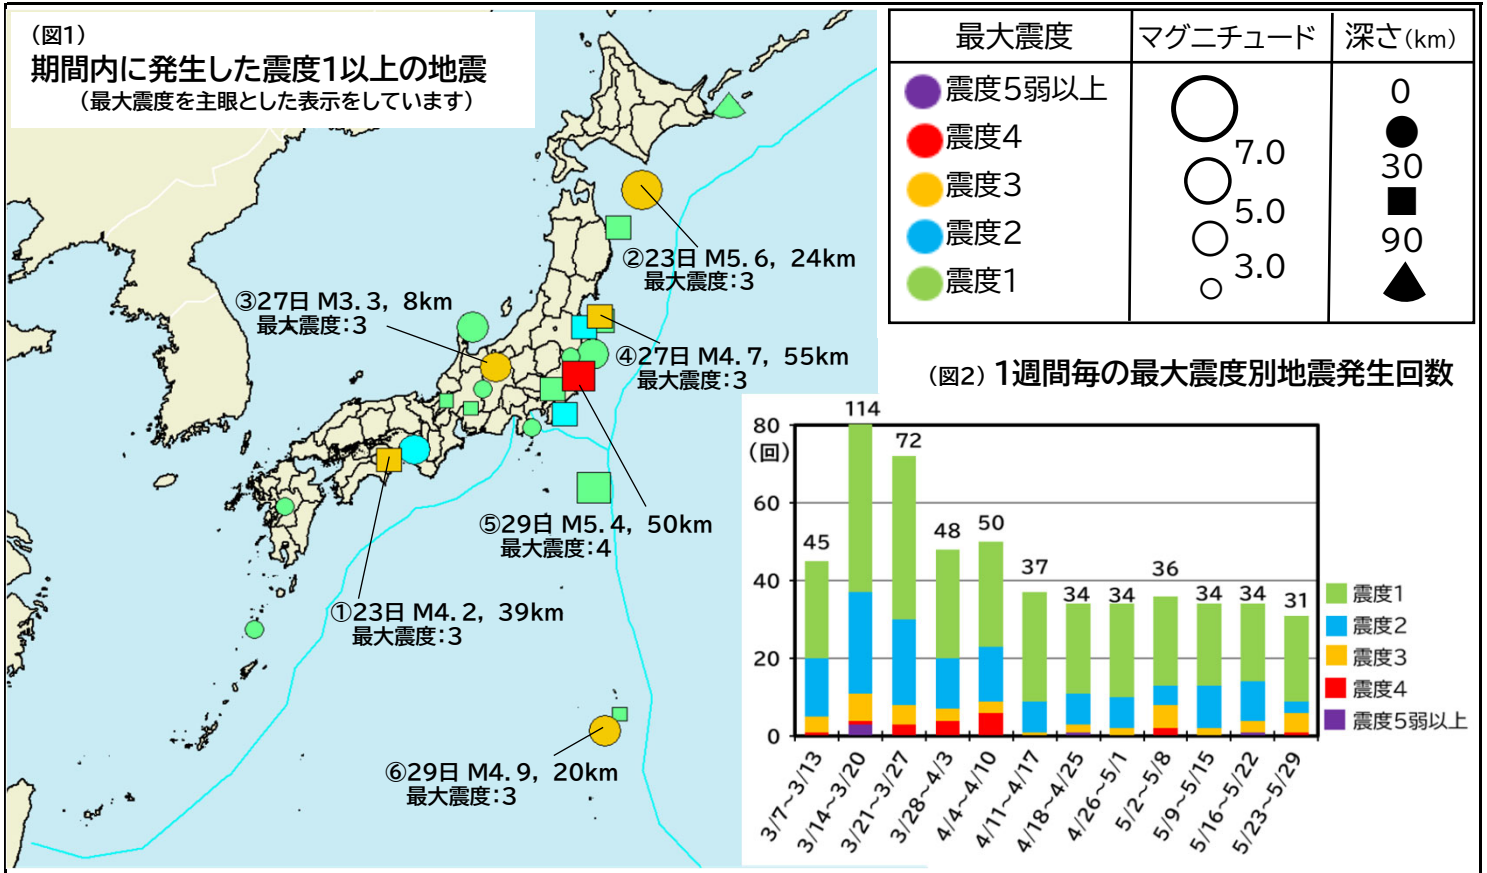 (図1)
期間内に発生した震度1以上の地震
(最大震度を主眼とした表示をしています)
②23日 M5.6, 24km
最大震度:3
③27日 M3.3, 8km
最大震度:3
④27日 M4.7, 55km
最大震度:3
⑤29日 M5.4, 50km
最大震度:4
①23日 M4.2, 39km
最大震度:3
⑥29日 M4.9, 20km
最大震度:3
最大震度 マグニチュード 深さ(km)
震度5弱以上
震度4
震度3
震度2
震度1
7.0
5.0
3.0
0
30
90
(図2) 1週間毎の最大震度別地震発生回数
80
(回)
60
40
20
0
45
114
72
48
50
37
34
34
36
34
34
31
3/7~3/13
3/14~3/20
3/21~3/27
3/28~4/3
4/4~4/10
4/11~4/17
4/18~4/25
4/26~5/1
5/2~5/8
5/9~5/15
5/16~5/22
5/23~5/29
震度1
震度2
震度3
震度4
震度5弱以上